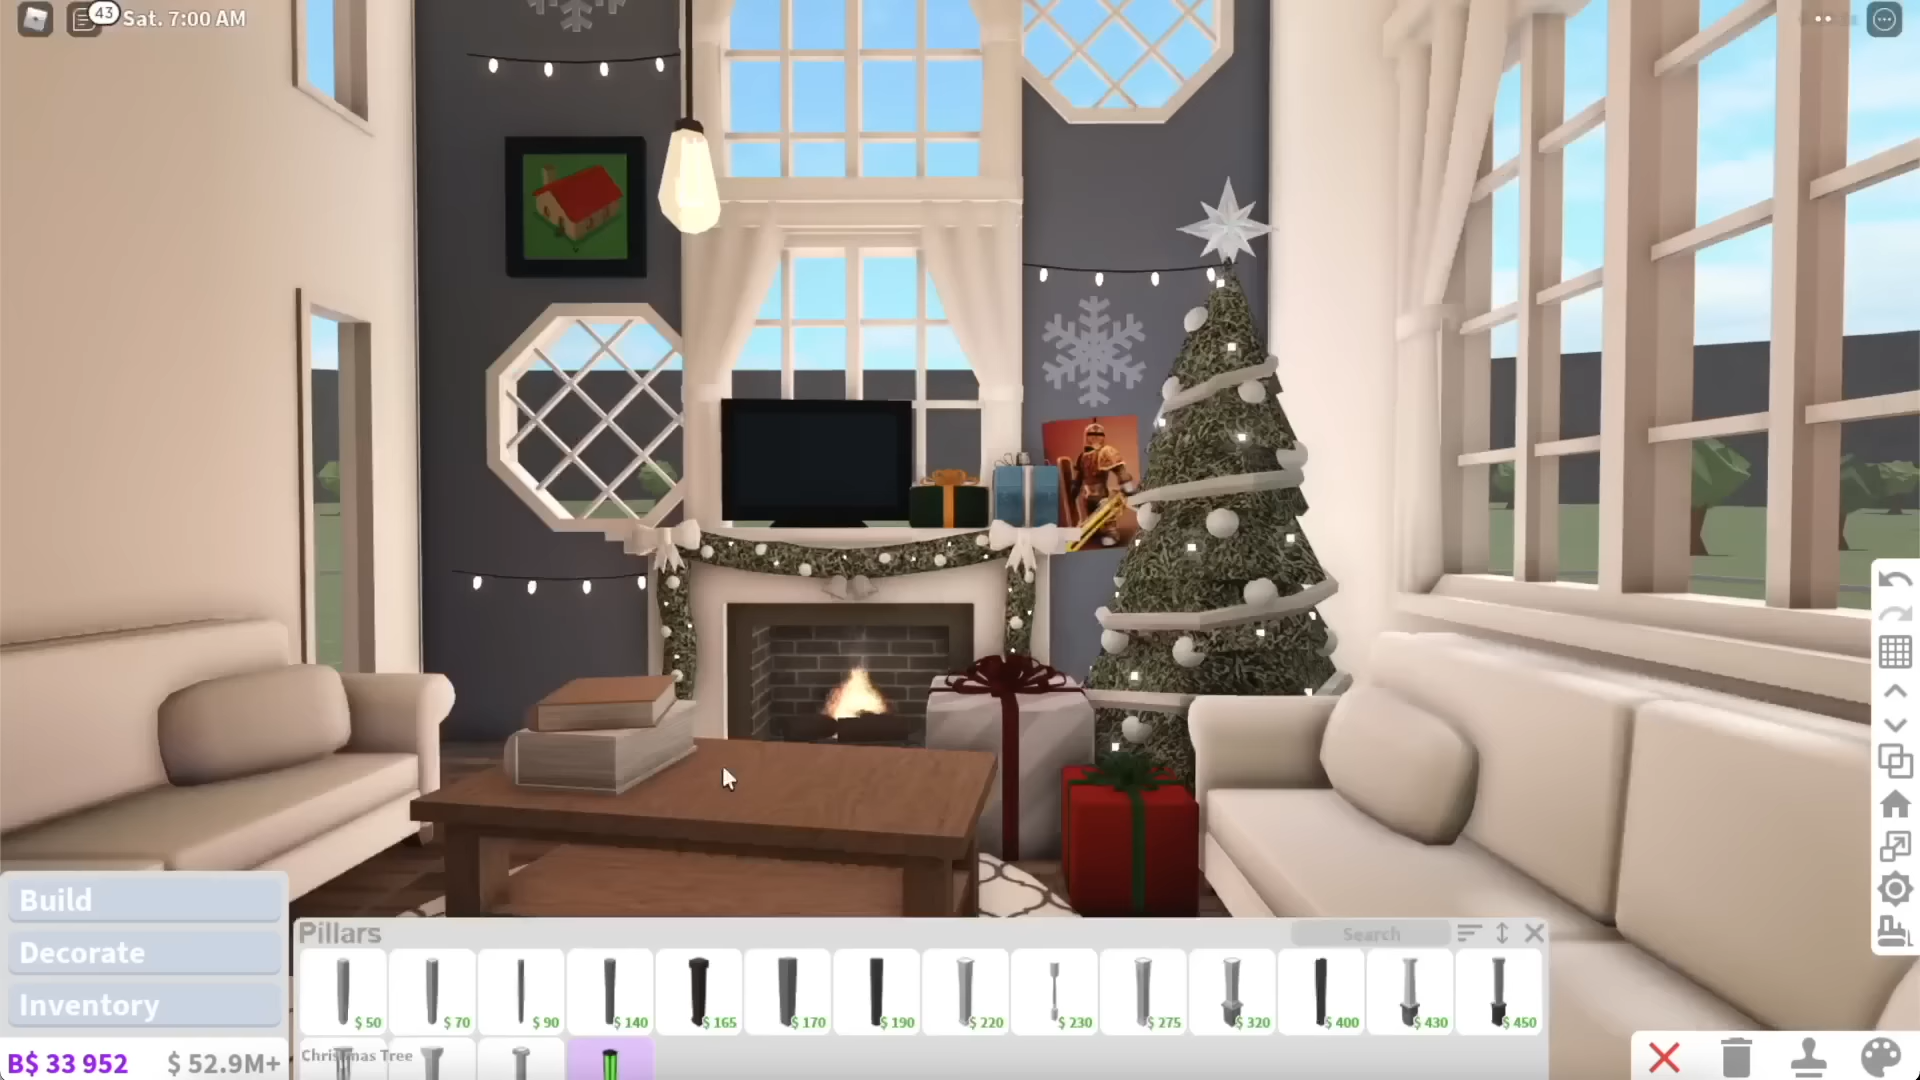 43 Sat. 7:00 AM
Build
Decorate
Inventory
B$ 33 952 $ 52.9M+
Pillars
Search
$ 50 $ 70 $ 90 $ 140 $ 165 $ 170 $ 190 $ 220 $ 230 $ 275 $ 320 $ 400 $ 430 $ 450
Christmas Tree